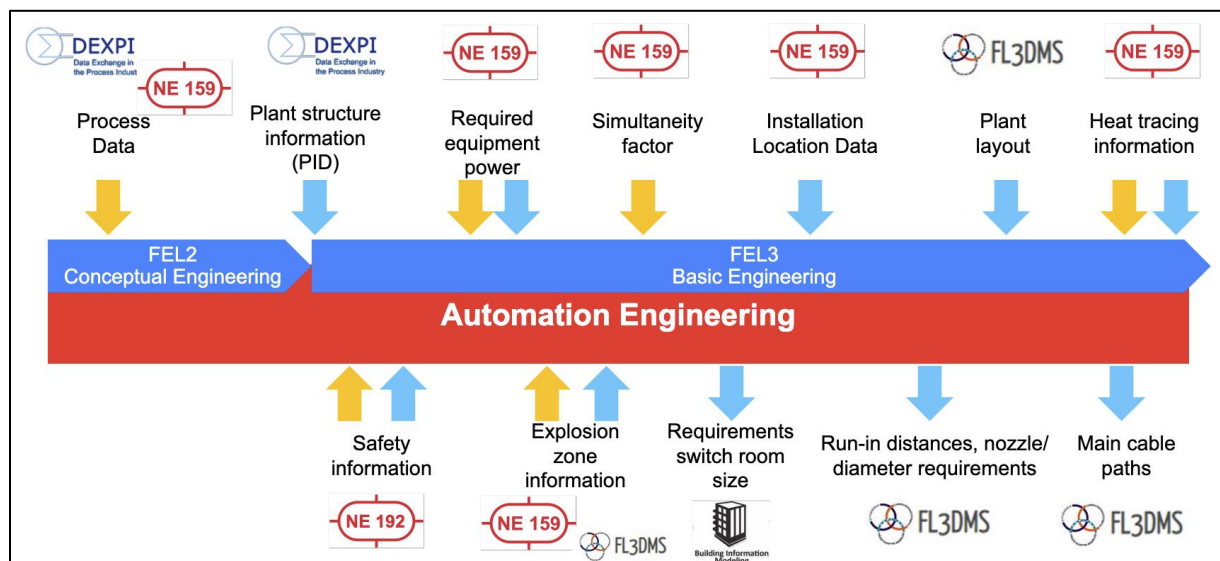 DEXPI
Data Exchange in
the Process Indust
NE 159
Process
Data
DEXPI
Data Exchange in
the Process Industry
Plant structure
information
(PID)
NE 159
Required
equipment
power
NE 159
Simultaneity
factor
NE 159
Installation
Location Data
FL3DMS
Plant
layout
NE 159
Heat tracing
information
FEL2
Conceptual Engineering
FEL3
Basic Engineering
Automation Engineering
Safety
information
NE 192
Explosion
zone
information
NE 159
FL3DMS
Requirements
switch room
size
Building Information
Modeling
Run-in distances, nozzle/
diameter requirements
FL3DMS
Main cable
paths
FL3DMS